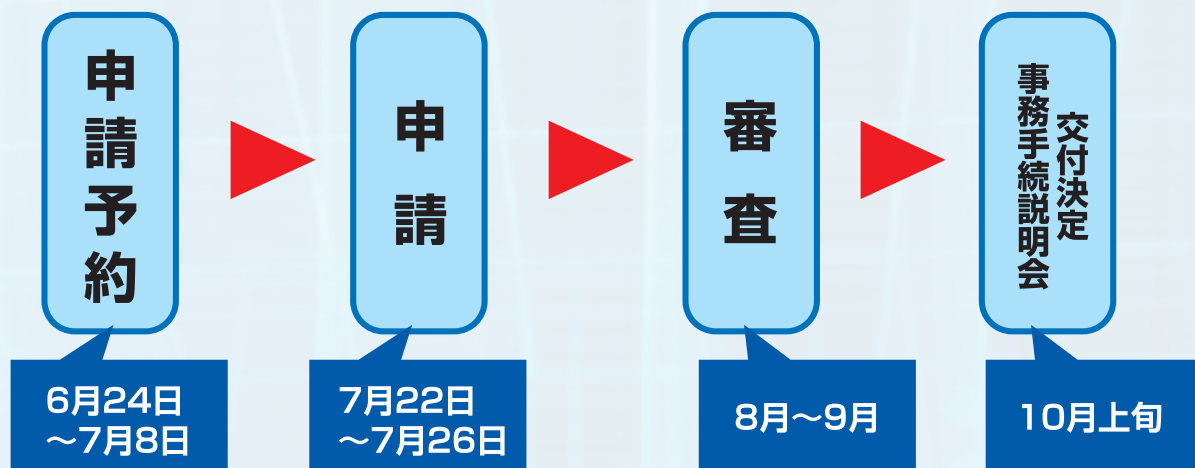 申請予約
申請
審査
交付決定
事務手続説明会
6月24日
～7月8日
7月22日
～7月26日
8月～9月
10月上旬